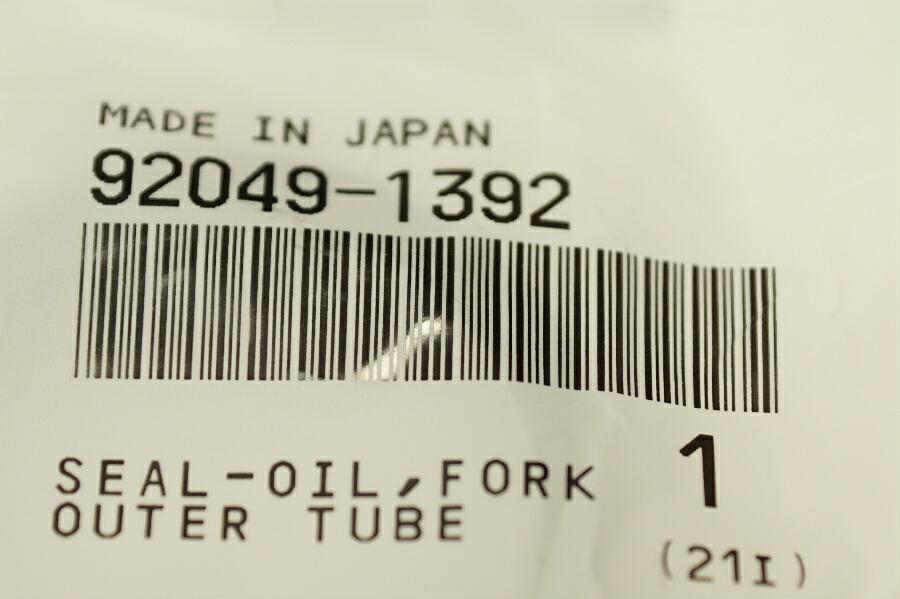 MADE IN JAPAN
92049-1392
SEAL-OIL,FORK
OUTER TUBE
1
(21I)